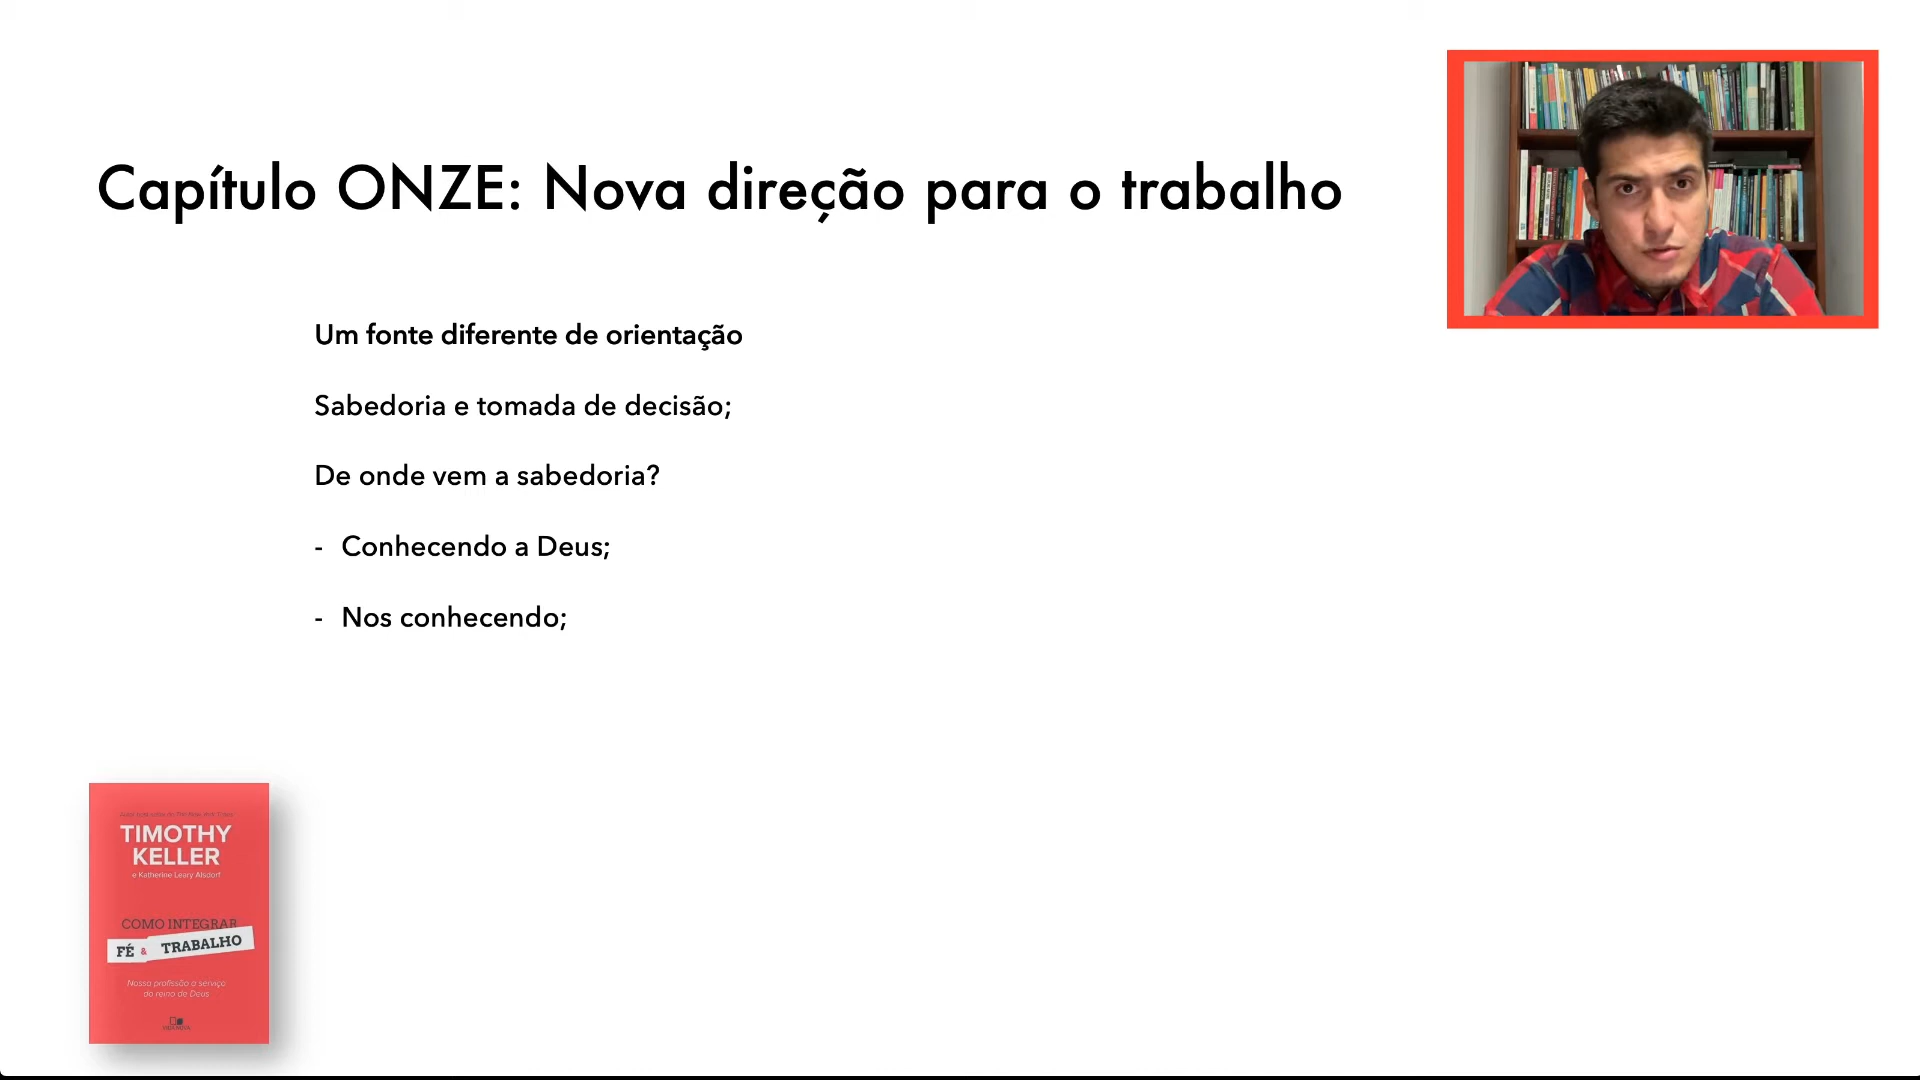 Capítulo ONZE: Nova direção para o trabalho
Um fonte diferente de orientação
Sabedoria e tomada de decisão;
De onde vem a sabedoria?
- Conhecendo a Deus;
- Nos conhecendo;
TIMOTHY
KELLER
e Katherine Leary Alsdorf
COMO INTEGRAR
FÉ & TRABALHO
Nossa profissão a serviço
do reino de Deus